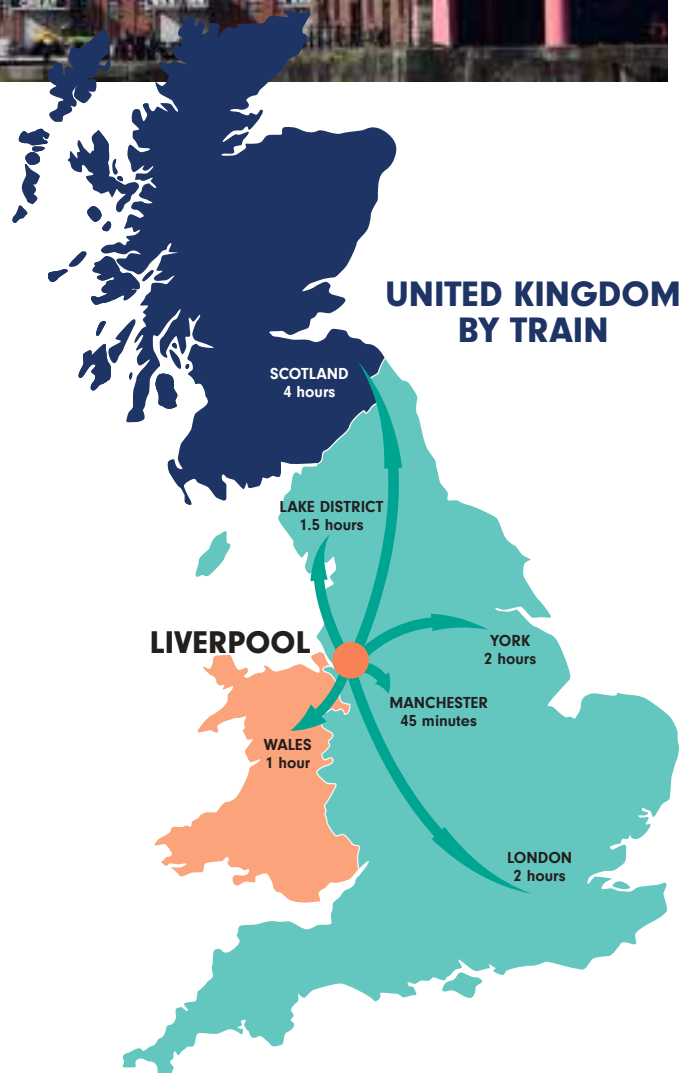 UNITED KINGDOM
BY TRAIN
SCOTLAND
4 hours
LAKE DISTRICT
1.5 hours
LIVERPOOL
YORK
2 hours
MANCHESTER
45 minutes
WALES
1 hour
LONDON
2 hours